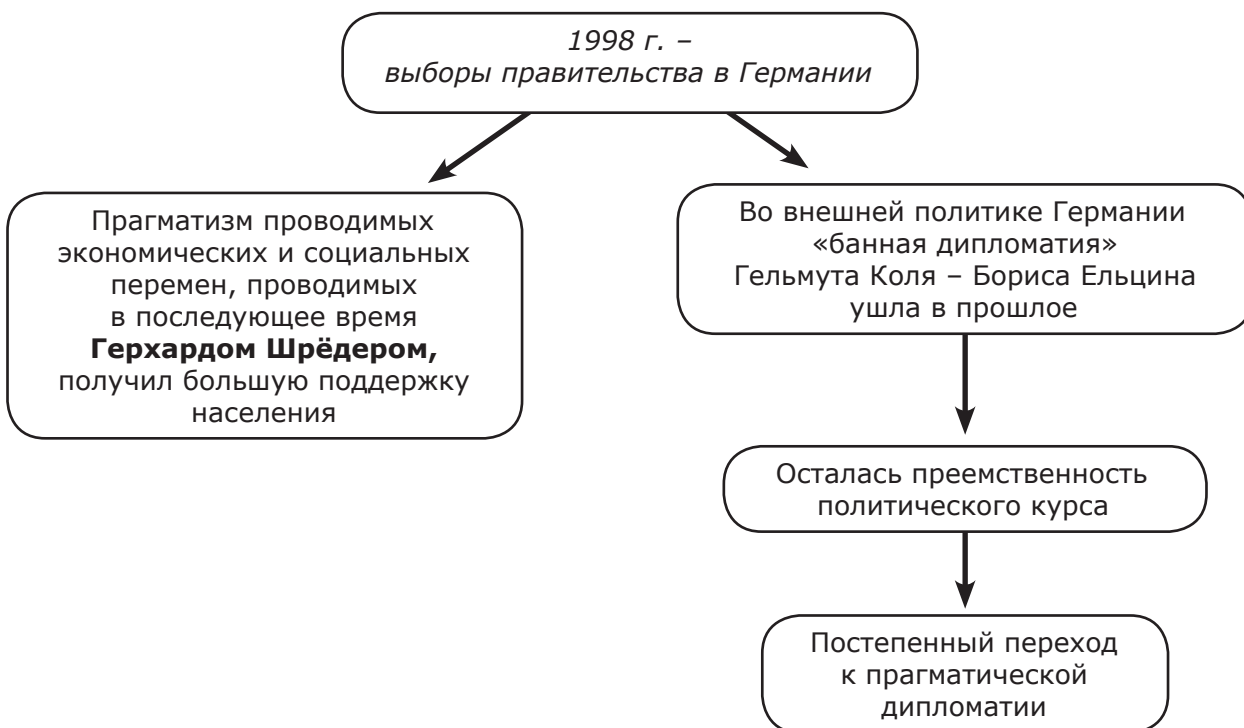 1998 г. –
выборы правительства в Германии
Прагматизм проводимых
экономических и социальных
перемен, проводимых
в последующее время
Герхардом Шрёдером,
получил большую поддержку
населения
Во внешней политике Германии
«банная дипломатия»
Гельмута Коля – Бориса Ельцина
ушла в прошлое
Осталась преемственность
политического курса
Постепенный переход
к прагматической
дипломатии